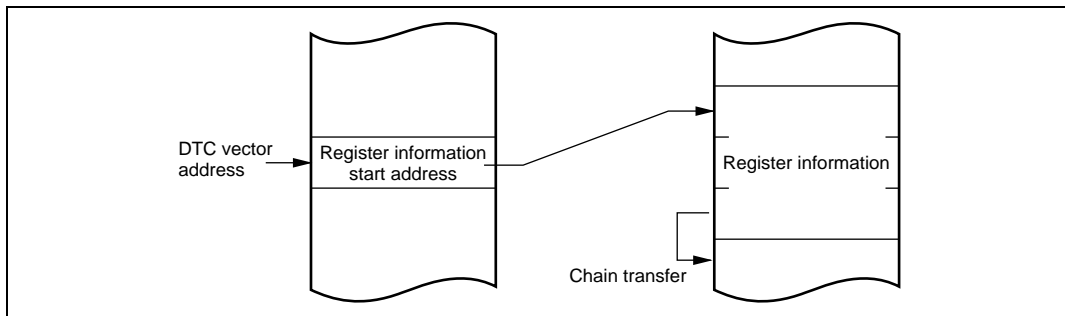 DTC vector
address
Register information
start address
Register information
Chain transfer